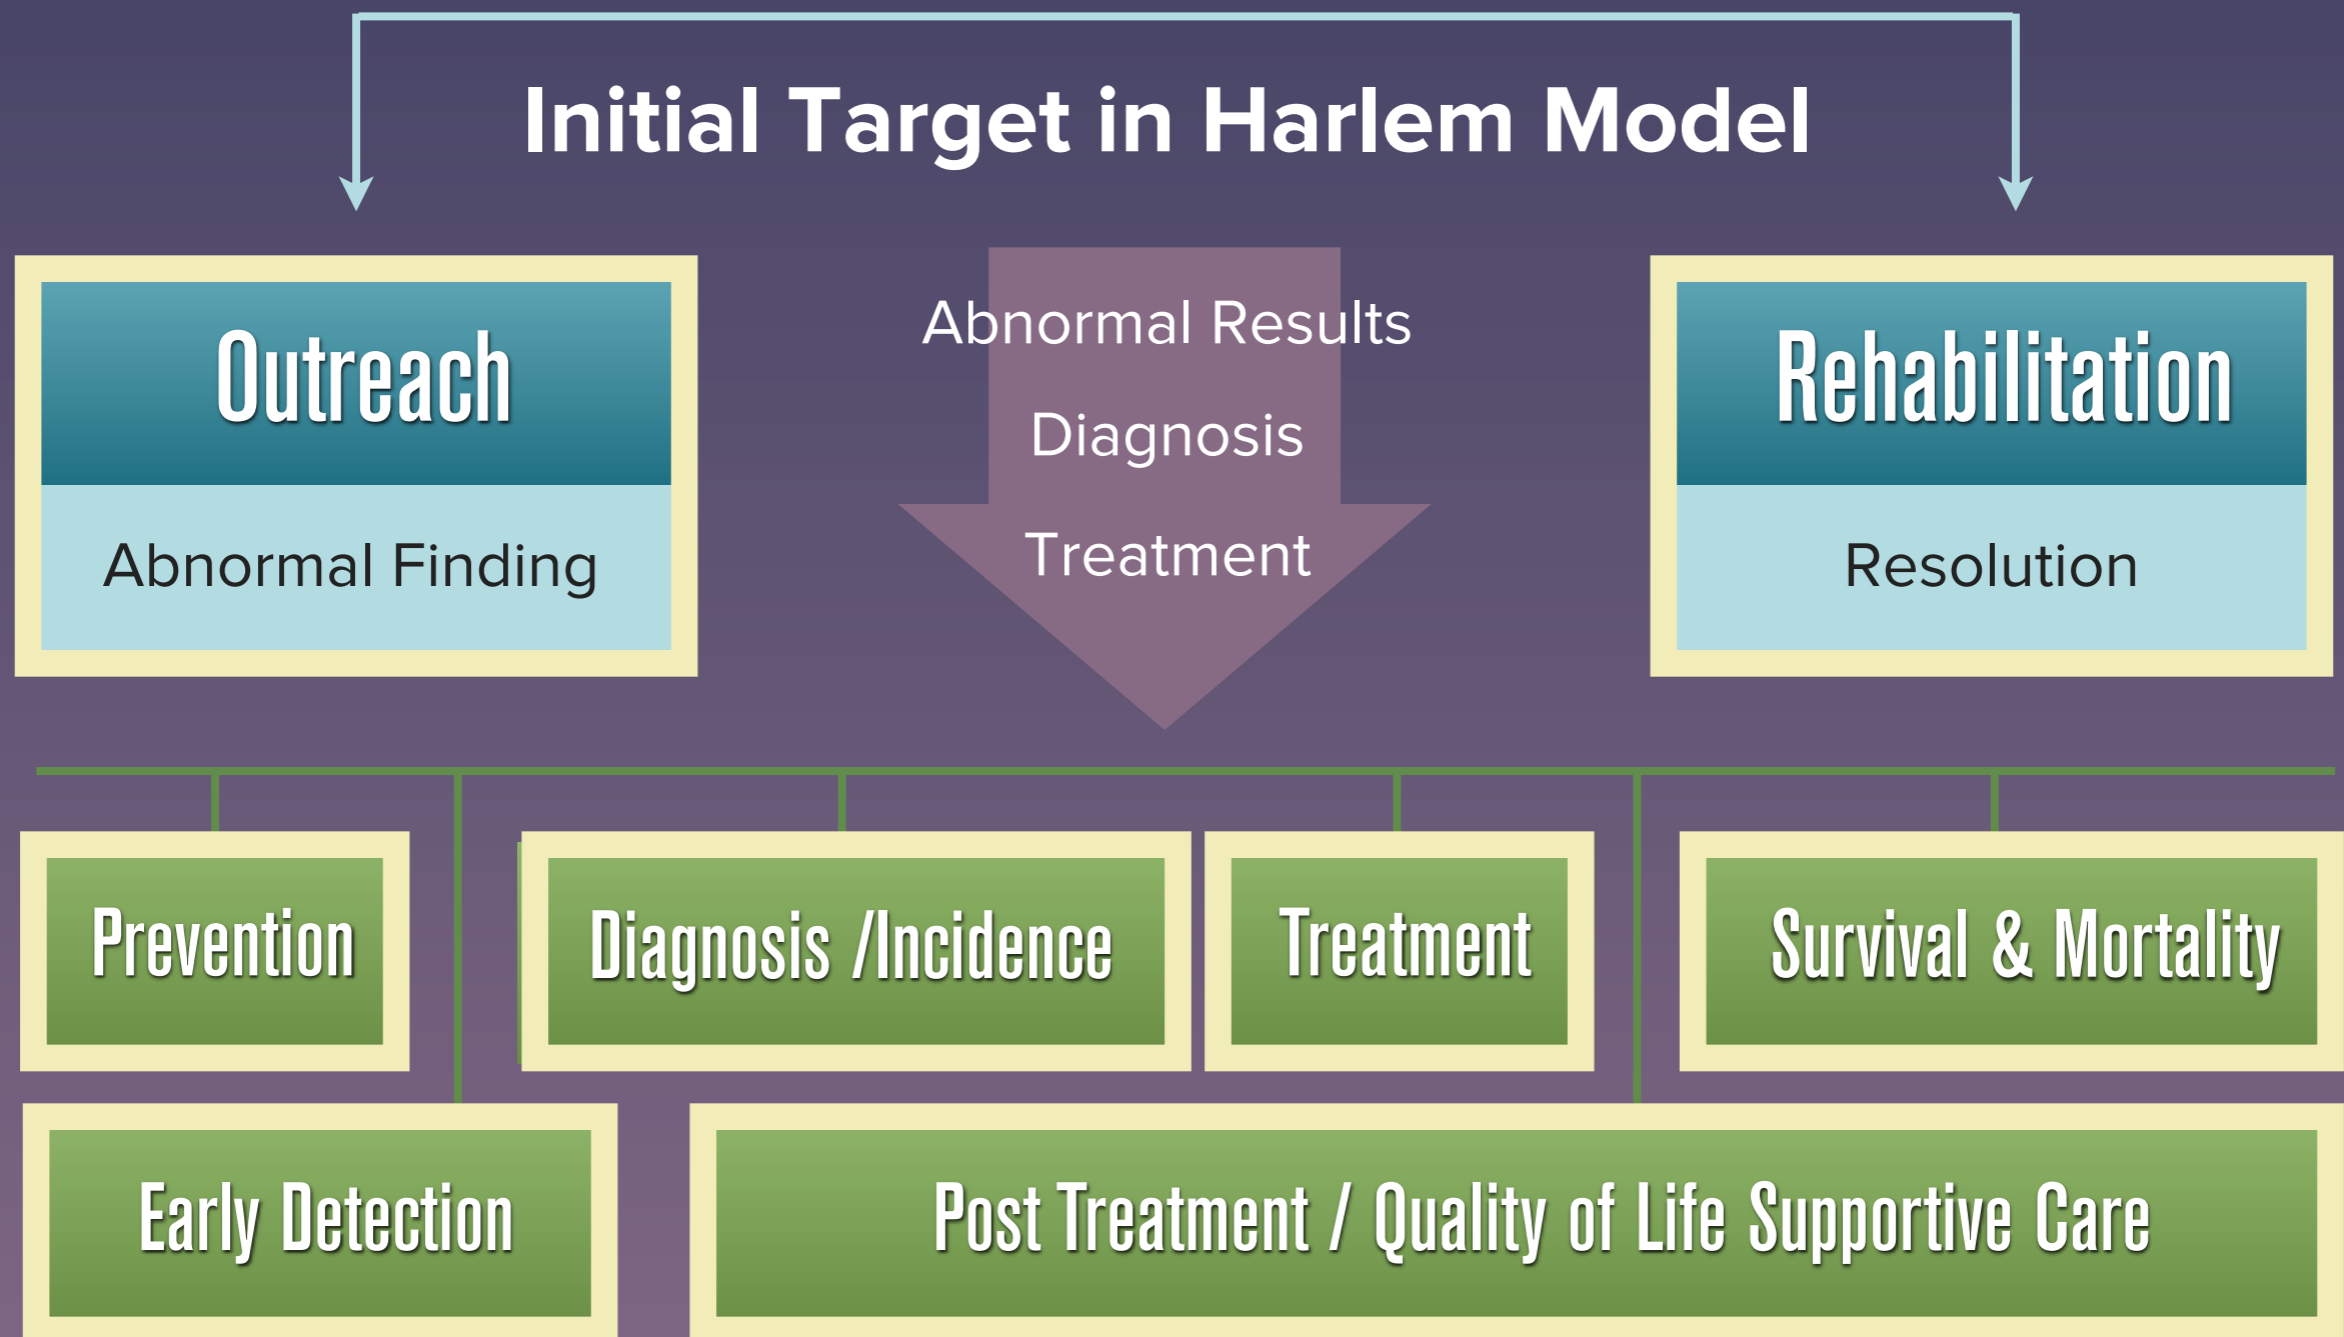 Initial Target in Harlem Model
Outreach
Abnormal Finding
Abnormal Results
Diagnosis
Treatment
Rehabilitation
Resolution
Prevention
Diagnosis /Incidence
Treatment
Survival & Mortality
Early Detection
Post Treatment / Quality of Life Supportive Care